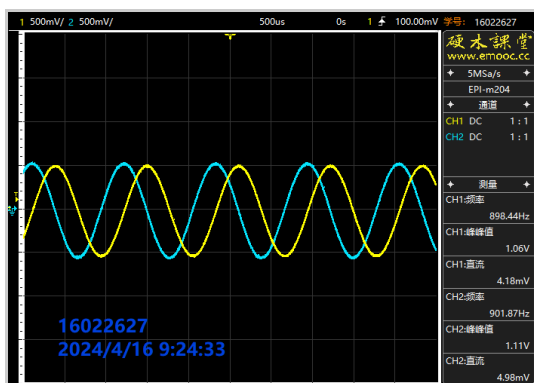 1 500mV/ 2 500mV/ 500us 0s 1 100.00mV 学号: 16022627
硬木课堂
www.emooc.cc
5MSa/s
EPI-m204
通道
CH1 DC 1 : 1
CH2 DC 1 : 1
测量
CH1:频率
898.44Hz
CH1:峰峰值
1.06V
CH1:直流
4.18mV
CH2:频率
901.87Hz
CH2:峰峰值
1.11V
CH2:直流
4.98mV
16022627
2024/4/16 9:24:33